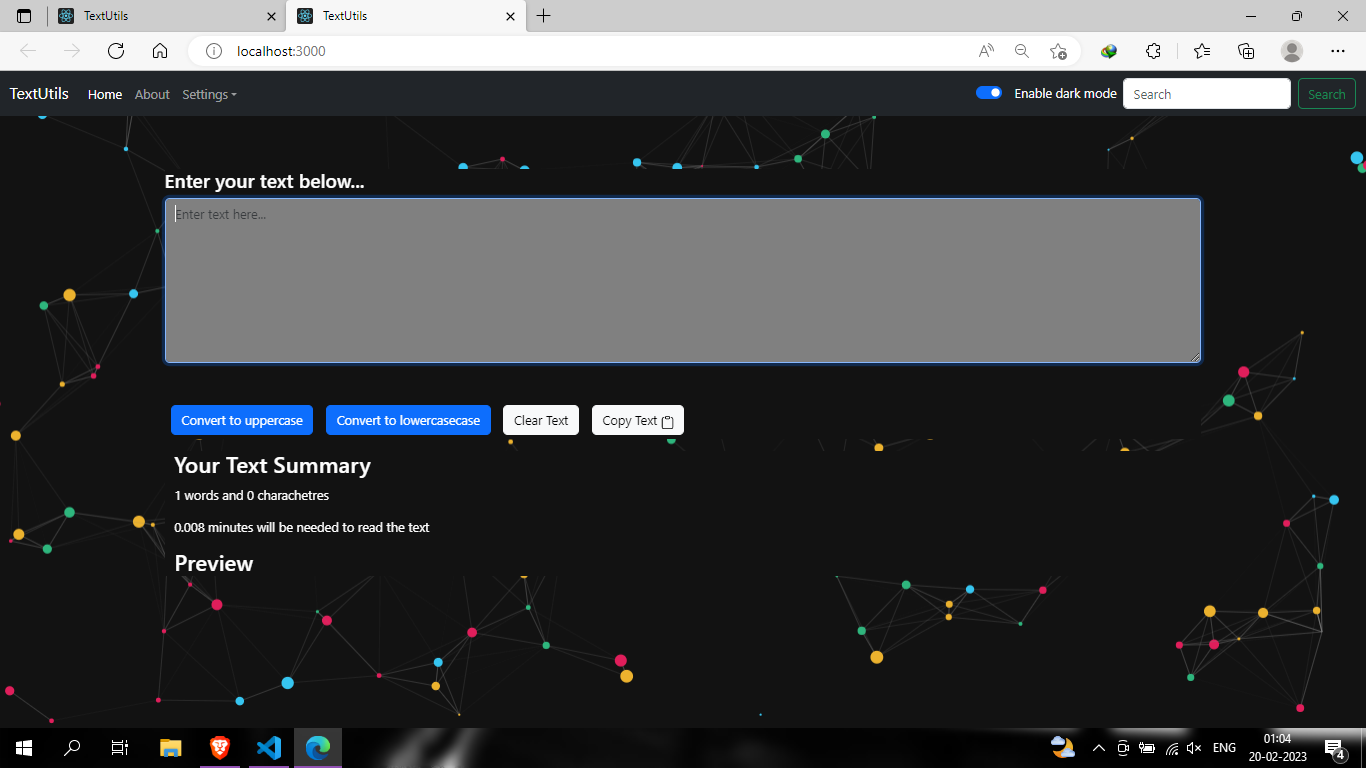 TextUtils TextUtils
localhost:3000
TextUtils Home About Settings Enable dark mode Search Search
Enter your text below...
Enter text here...
Convert to uppercase Convert to lowercasecase Clear Text Copy Text
Your Text Summary
1 words and 0 charachetres
0.008 minutes will be needed to read the text
Preview
ENG 01:04
20-02-2023 4